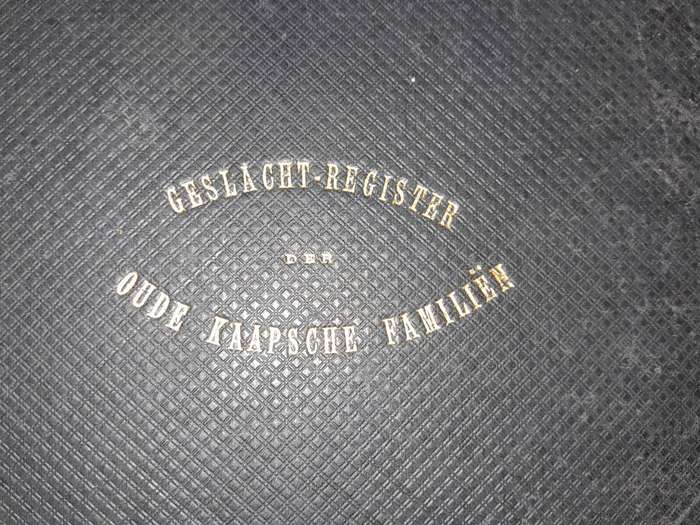 GESLACHT-REGISTER
DER
OUDE KAAPSCHE FAMILIËN